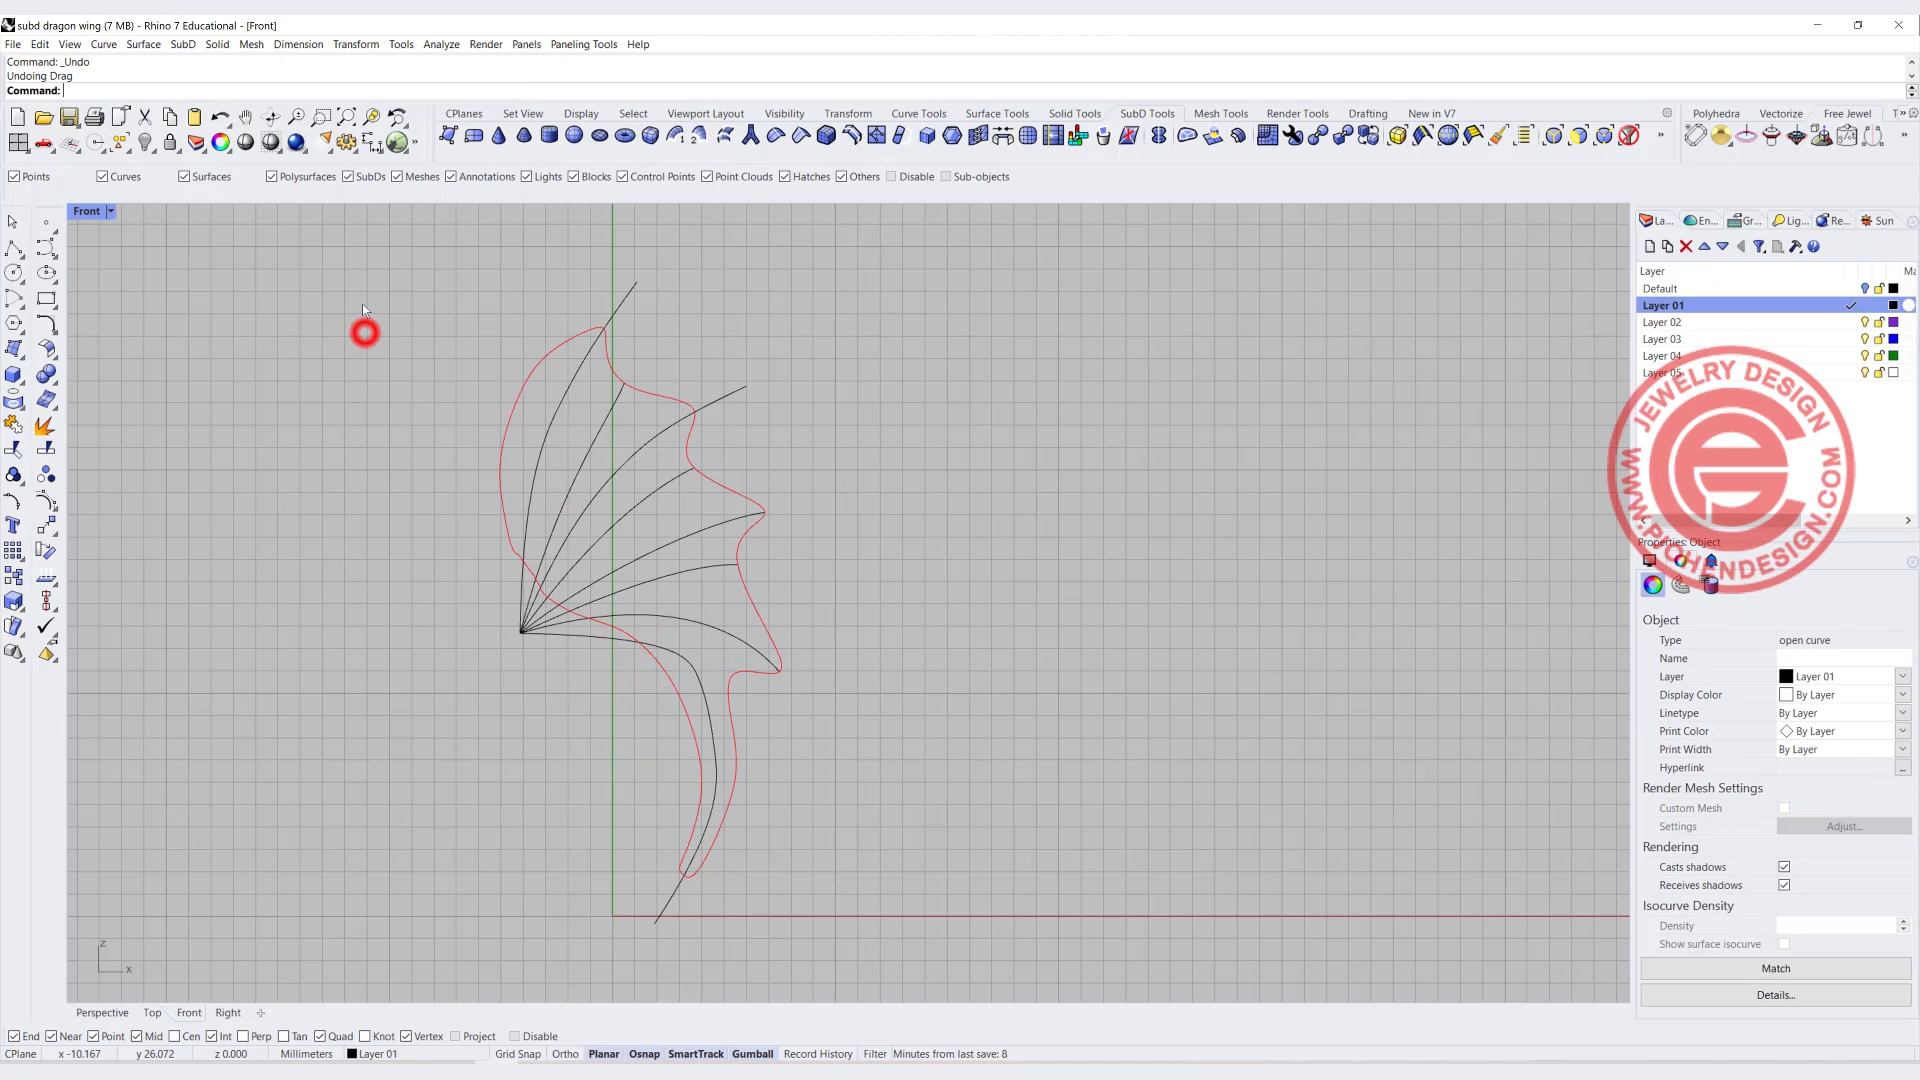 subd dragon wing (7 MB) - Rhino 7 Educational - [Front]
File Edit View Curve Surface SubD Solid Mesh Dimension Transform Tools Analyze Render Panels Paneling Tools Help
Command: _Undo
Undoing Drag
Command:
CPlanes Set View Display Select Viewport Layout Visibility Transform Curve Tools Surface Tools Solid Tools SubD Tools Mesh Tools Render Tools Drafting New in V7 Polyhedra Vectorize Free Jewel
Points Curves Surfaces Polysurfaces SubDs Meshes Annotations Lights Blocks Control Points Point Clouds Hatches Others Disable Sub-objects
Front
La... En... Gr... Lig... Re... Sun
Layer Ma
Default
Layer 01
Layer 02
Layer 03
Layer 04
Layer 05
JEWELRY DESIGN
WWW.PJCHENDESIGN.COM
Properties: Object
Object
Type open curve
Name
Layer Layer 01
Display Color By Layer
Linetype By Layer
Print Color By Layer
Print Width By Layer
Hyperlink ...
Render Mesh Settings
Custom Mesh
Settings Adjust...
Rendering
Casts shadows
Receives shadows
Isocurve Density
Density
Show surface isocurve
Match
Details...
z
x
Perspective Top Front Right
End Near Point Mid Cen Int Perp Tan Quad Knot Vertex Project Disable
CPlane x -10.167 y 26.072 z 0.000 Millimeters Layer 01 Grid Snap Ortho Planar Osnap SmartTrack Gumball Record History Filter Minutes from last save: 8